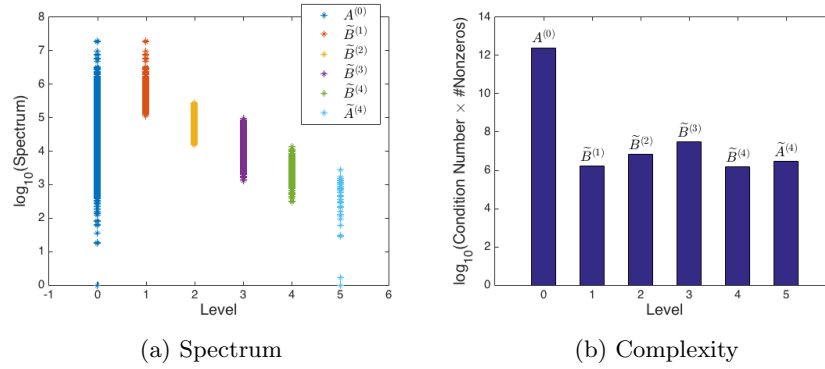 8
7
6
5
4
3
2
1
0
log₁₀(Spectrum)
-1 0 1 2 3 4 5 6
Level
A⁽⁰⁾
B̃⁽¹⁾
B̃⁽²⁾
B̃⁽³⁾
B̃⁽⁴⁾
Ã⁽⁴⁾
(a) Spectrum
14
12
10
8
6
4
2
0
log₁₀(Condition Number × #Nonzeros)
A⁽⁰⁾
B̃⁽¹⁾
B̃⁽²⁾
B̃⁽³⁾
B̃⁽⁴⁾
Ã⁽⁴⁾
0 1 2 3 4 5
Level
(b) Complexity